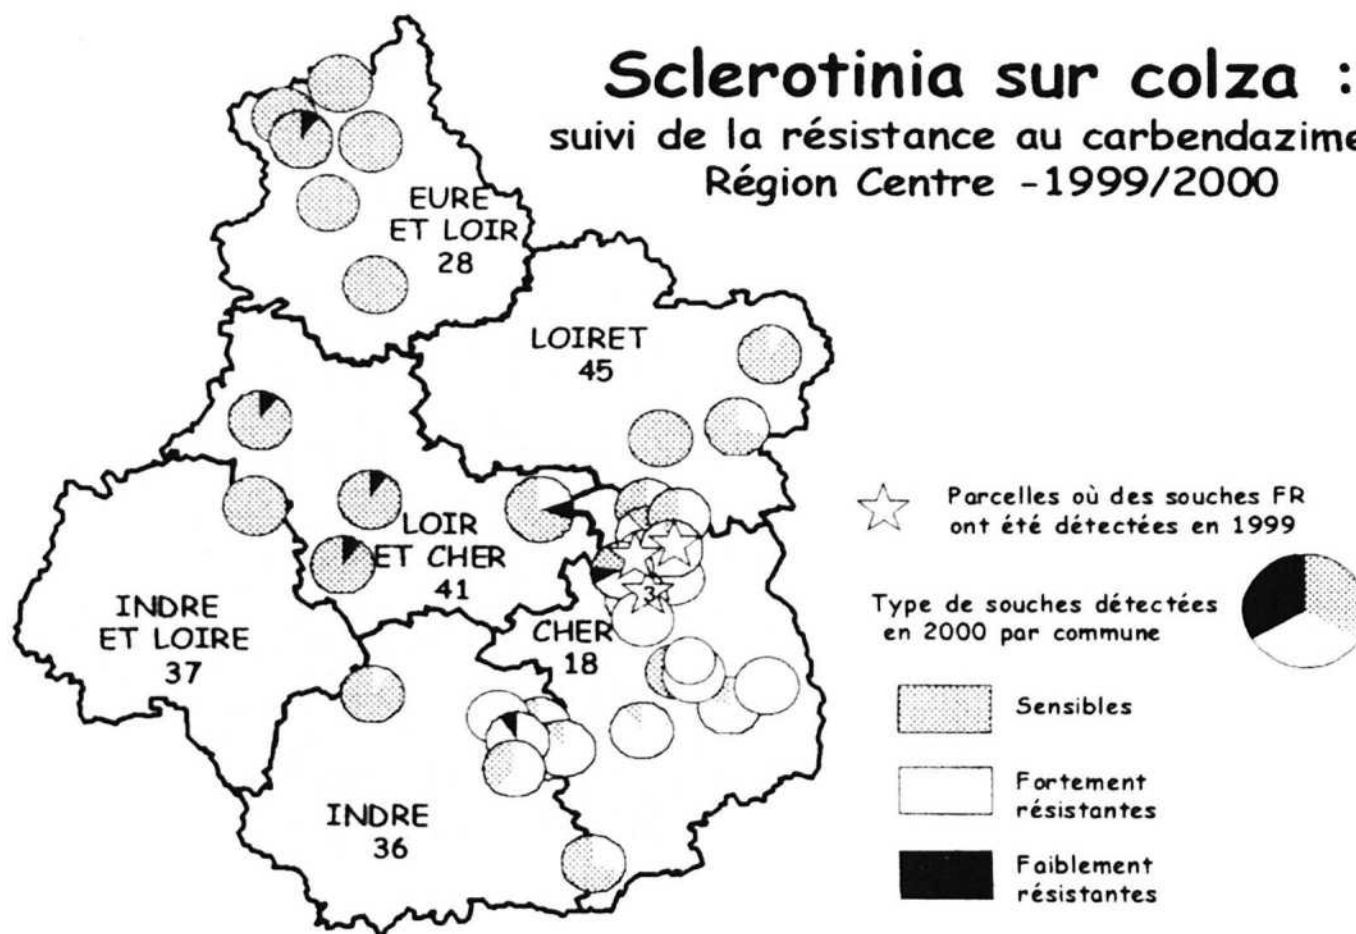 Sclerotinia sur colza :
suivi de la résistance au carbendazime
Région Centre -1999/2000
EURE
ET LOIR
28
LOIRET
45
LOIR
ET CHER
41
INDRE
ET LOIRE
37
CHER
18
INDRE
36
3
Parcelles où des souches FR
ont été détectées en 1999
Type de souches détectées
en 2000 par commune
Sensibles
Fortement
résistantes
Faiblement
résistantes